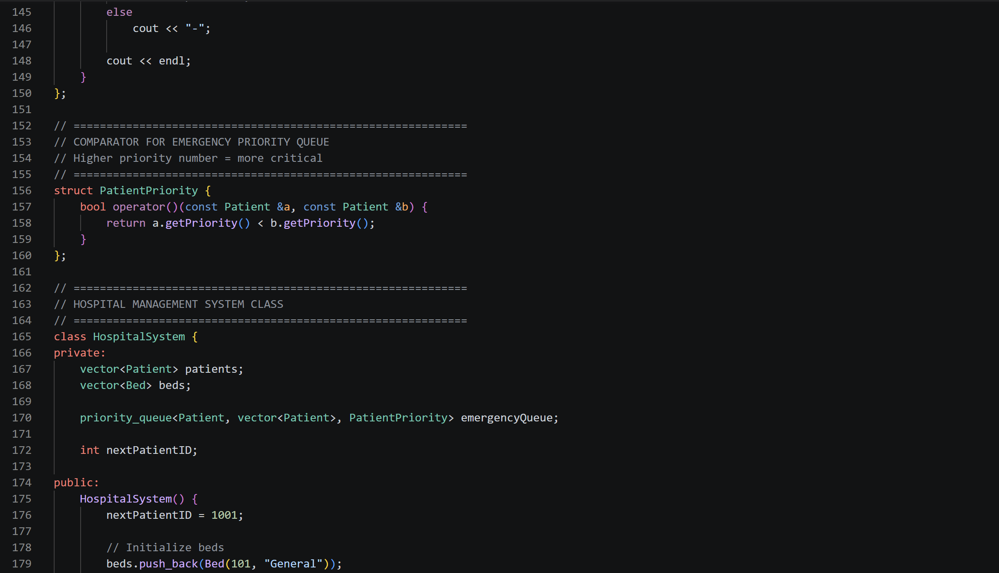 145 else
146 cout << "-";
147
148 cout << endl;
149 }
150 };
151
152 // ============================================================
153 // COMPARATOR FOR EMERGENCY PRIORITY QUEUE
154 // Higher priority number = more critical
155 // ============================================================
156 struct PatientPriority {
157 bool operator()(const Patient &a, const Patient &b) {
158 return a.getPriority() < b.getPriority();
159 }
160 };
161
162 // ============================================================
163 // HOSPITAL MANAGEMENT SYSTEM CLASS
164 // ============================================================
165 class HospitalSystem {
166 private:
167 vector<Patient> patients;
168 vector<Bed> beds;
169
170 priority_queue<Patient, vector<Patient>, PatientPriority> emergencyQueue;
171
172 int nextPatientID;
173
174 public:
175 HospitalSystem() {
176 nextPatientID = 1001;
177
178 // Initialize beds
179 beds.push_back(Bed(101, "General"));